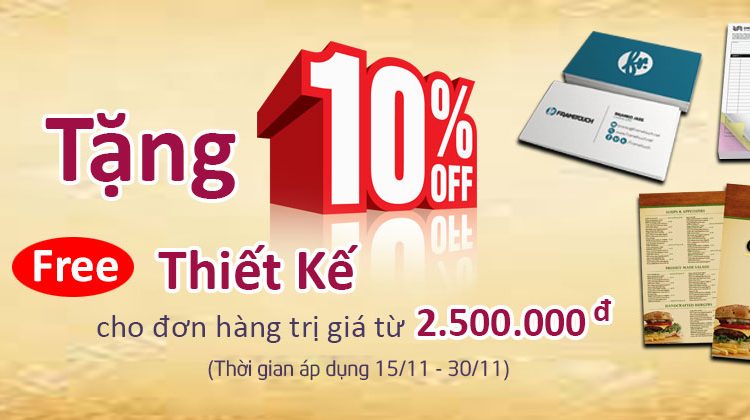 Tặng
10%
OFF
Free
Thiết Kế
cho đơn hàng trị giá từ 2.500.000 đ
(Thời gian áp dụng 15/11 - 30/11)
FRAMETOUCH